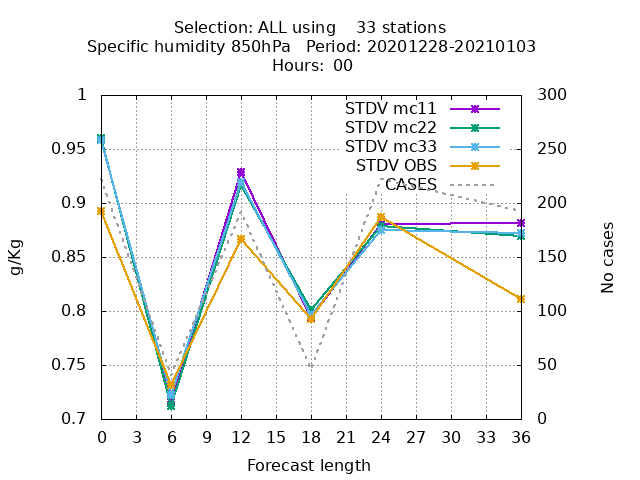 Selection: ALL using    33 stations
Specific humidity 850hPa   Period: 20201228-20210103
Hours:  00
STDV mc11
STDV mc22
STDV mc33
STDV OBS
CASES
1
0.95
0.9
0.85
0.8
0.75
0.7
g/Kg
300
250
200
150
100
50
0
No cases
0 3 6 9 12 15 18 21 24 27 30 33 36
Forecast length